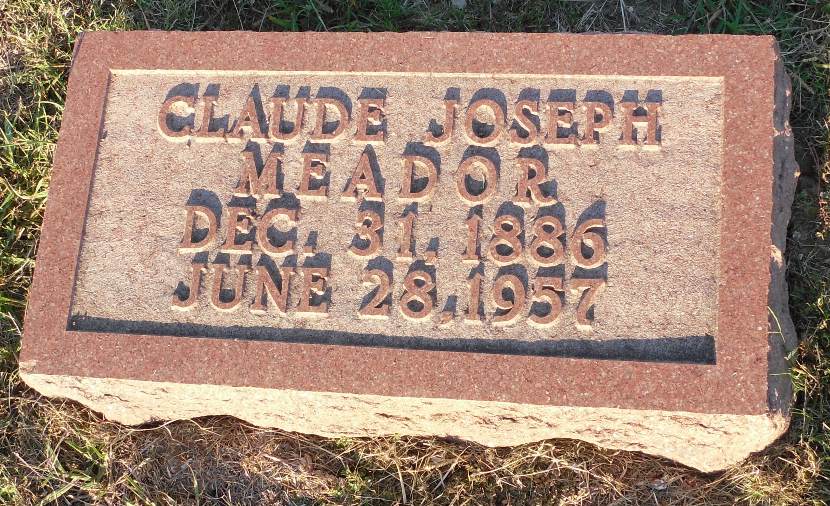 CLAUDE JOSEPH
MEADOR
DEC. 31, 1886
JUNE 28, 1957